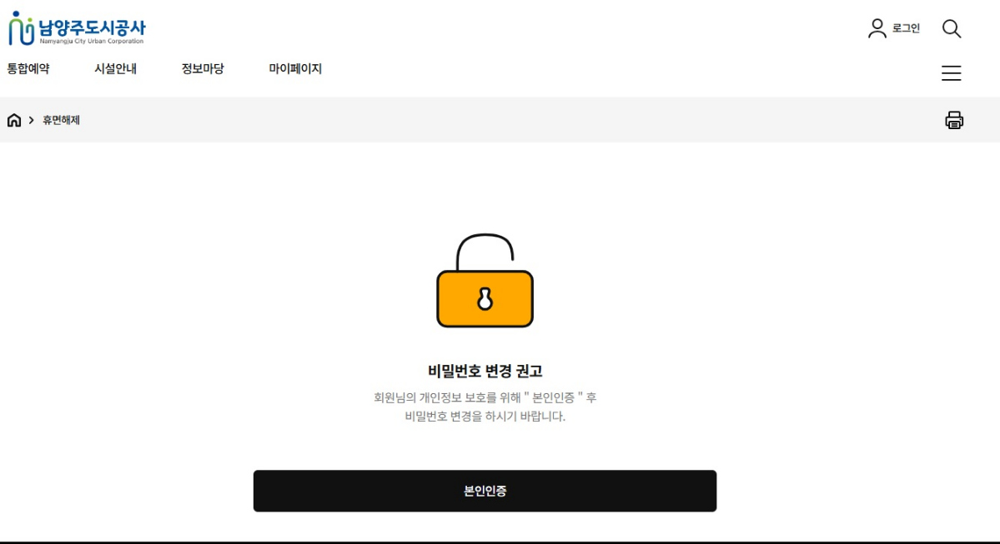 남양주도시공사
Namyangju City Urban Corporation
로그인
통합예약 시설안내 정보마당 마이페이지
휴면해제
비밀번호 변경 권고
회원님의 개인정보 보호를 위해 " 본인인증 " 후
비밀번호 변경을 하시기 바랍니다.
본인인증